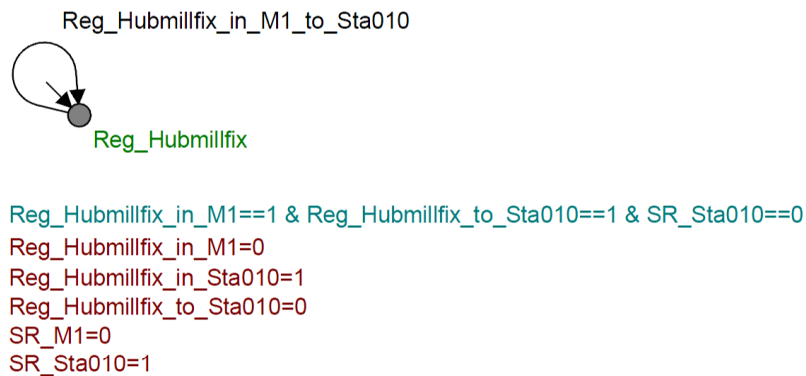 Reg_Hubmillfix_in_M1_to_Sta010
Reg_Hubmillfix
Reg_Hubmillfix_in_M1==1 & Reg_Hubmillfix_to_Sta010==1 & SR_Sta010==0
Reg_Hubmillfix_in_M1=0
Reg_Hubmillfix_in_Sta010=1
Reg_Hubmillfix_to_Sta010=0
SR_M1=0
SR_Sta010=1